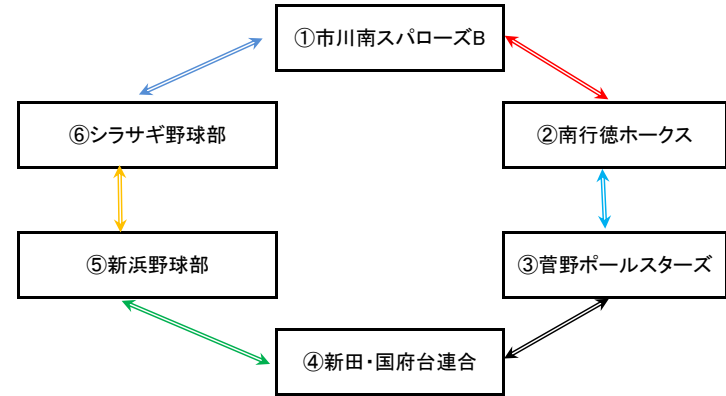 ①市川南スパローズB
⑥シラサギ野球部
②南行徳ホークス
⑤新浜野球部
③菅野ポールスターズ
④新田・国府台連合